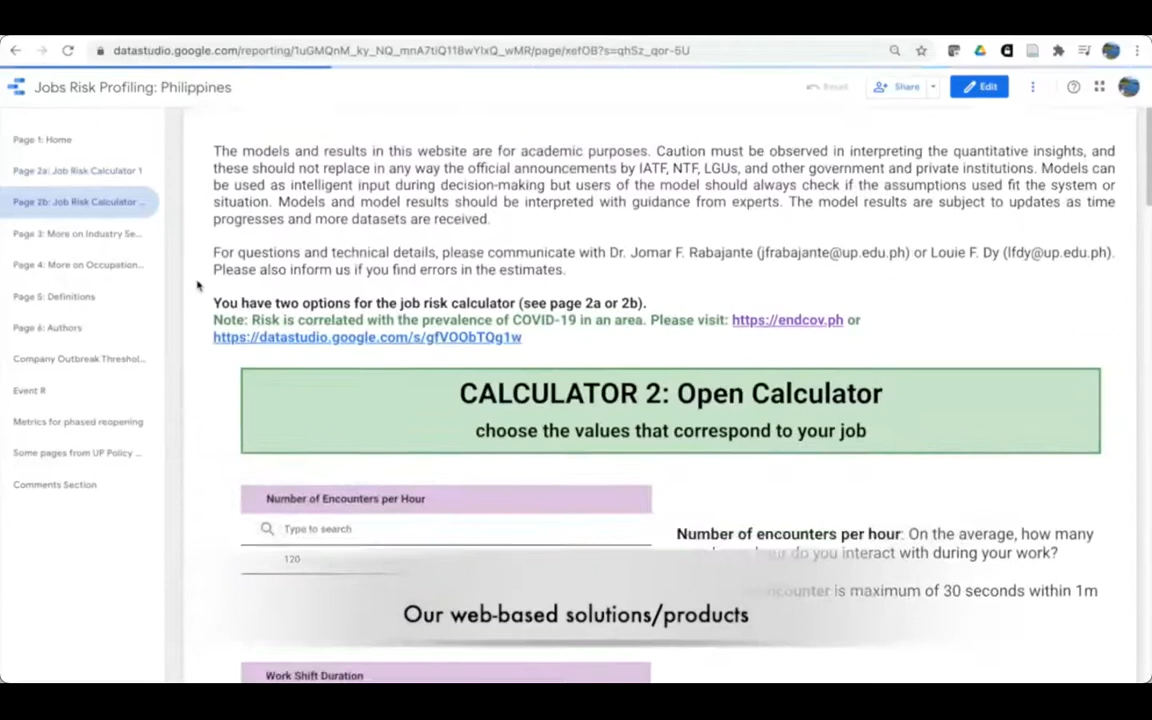 datastudio.google.com/reporting/1uGMQnM_ky_NQ_mnA7tiQ118wYlxQ_wMR/page/xefOB?s=qhSz_qor-5U
Jobs Risk Profiling: Philippines
Reset
Share
Edit
Page 1: Home
Page 2a: Job Risk Calculator 1
Page 2b: Job Risk Calculator ...
Page 3: More on Industry Se...
Page 4: More on Occupation...
Page 5: Definitions
Page 6: Authors
Company Outbreak Threshol...
Event R
Metrics for phased reopening
Some pages from UP Policy ...
Comments Section
The models and results in this website are for academic purposes. Caution must be observed in interpreting the quantitative insights, and
these should not replace in any way the official announcements by IATF, NTF, LGUs, and other government and private institutions. Models can
be used as intelligent input during decision-making but users of the model should always check if the assumptions used fit the system or
situation. Models and model results should be interpreted with guidance from experts. The model results are subject to updates as time
progresses and more datasets are received.
For questions and technical details, please communicate with Dr. Jomar F. Rabajante (jfrabajante@up.edu.ph) or Louie F. Dy (lfdy@up.edu.ph).
Please also inform us if you find errors in the estimates.
You have two options for the job risk calculator (see page 2a or 2b).
Note: Risk is correlated with the prevalence of COVID-19 in an area. Please visit: https://endcov.ph or
https://datastudio.google.com/s/gfVOObTQg1w
CALCULATOR 2: Open Calculator
choose the values that correspond to your job
Number of Encounters per Hour
Type to search
120
Number of encounters per hour: On the average, how many
do you interact with during your work?
encounter is maximum of 30 seconds within 1m
Our web-based solutions/products
Work Shift Duration